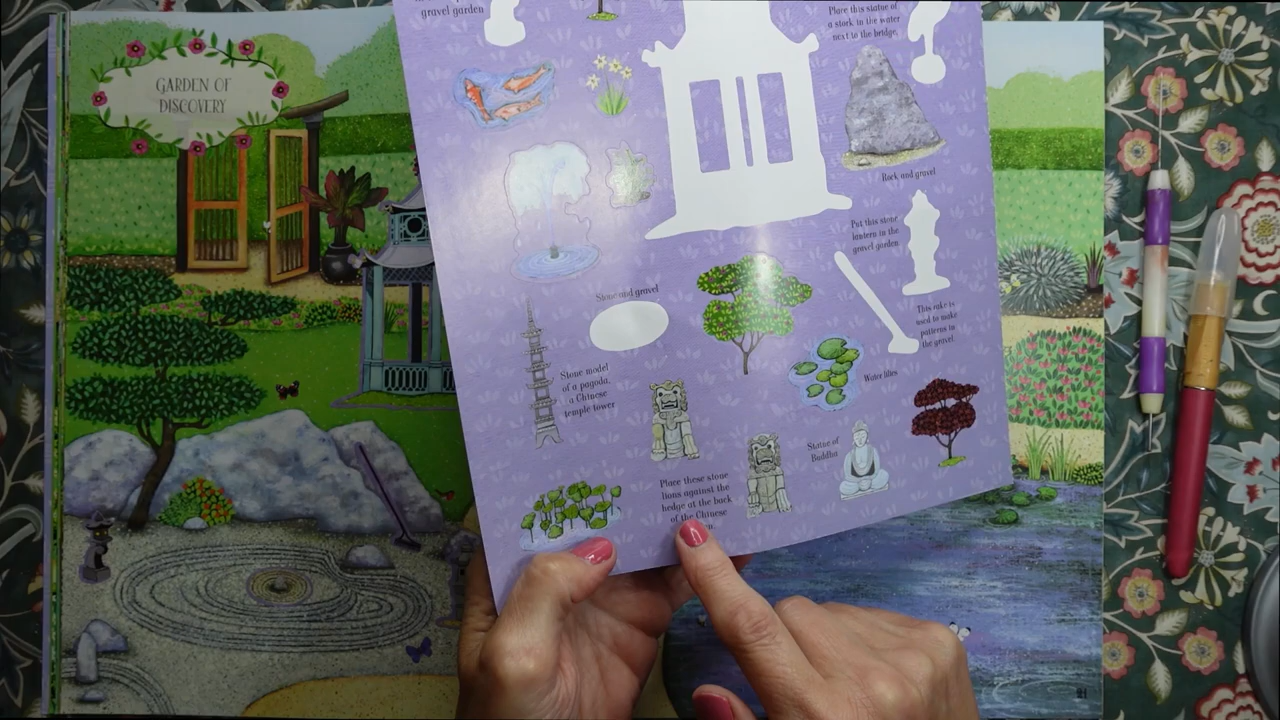 GARDEN OF
DISCOVERY
gravel garden
Place this statue of
a stork in the water
next to the bridge.
Rock and gravel
Put this stone
lantern in the
gravel garden
Stone and gravel
This rake is
used to make
patterns in
the gravel.
Stone model
of a pagoda,
a Chinese
temple tower
Water lilies
Statue of
Buddha
Place these stone
lions against the
hedge at the back
of the Chinese